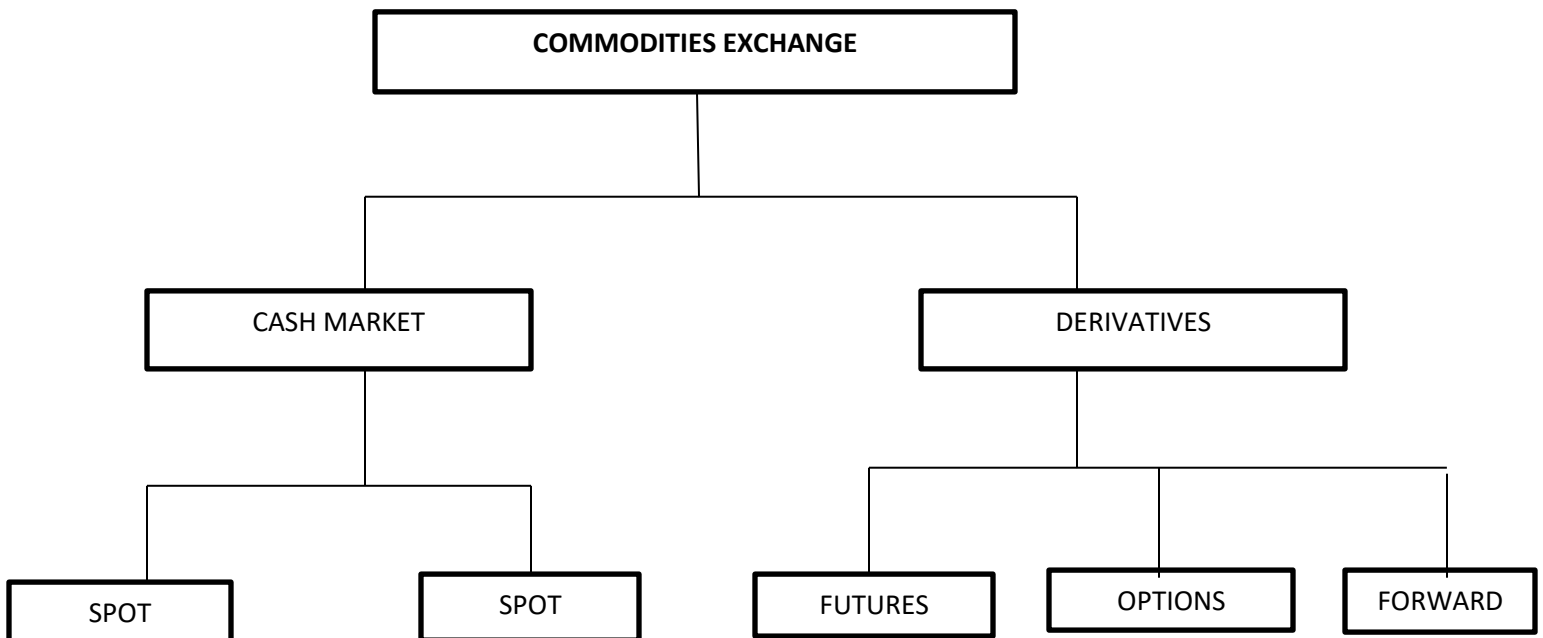 COMMODITIES EXCHANGE
CASH MARKET
DERIVATIVES
SPOT
SPOT
FUTURES
OPTIONS
FORWARD